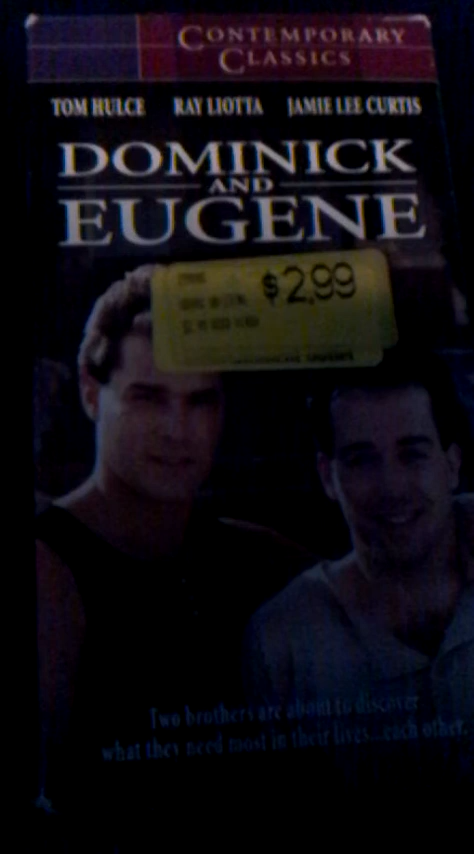 CONTEMPORARY
CLASSICS
TOM HULCE RAY LIOTTA JAMIE LEE CURTIS
DOMINICK
AND
EUGENE
$2.99
Two brothers are about to discover
what they need most in their lives...each other.